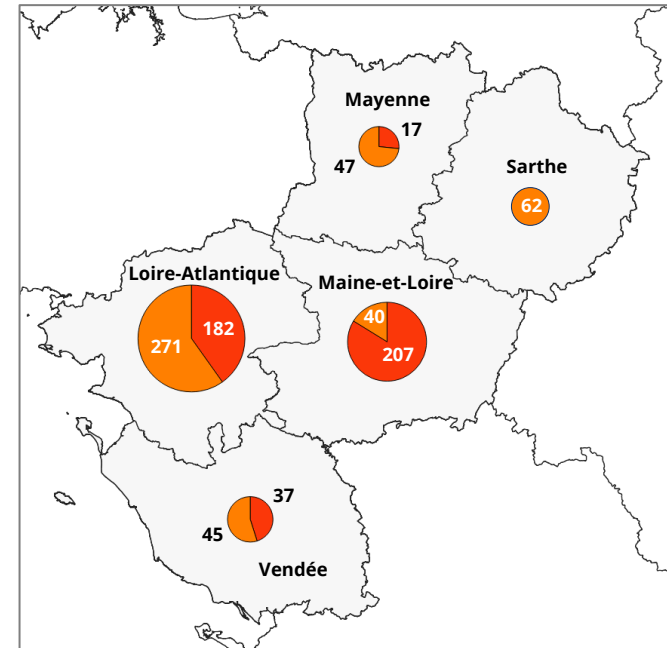 Mayenne
17
47
Sarthe
62
Loire-Atlantique
Maine-et-Loire
40
182
271
207
37
45
Vendée